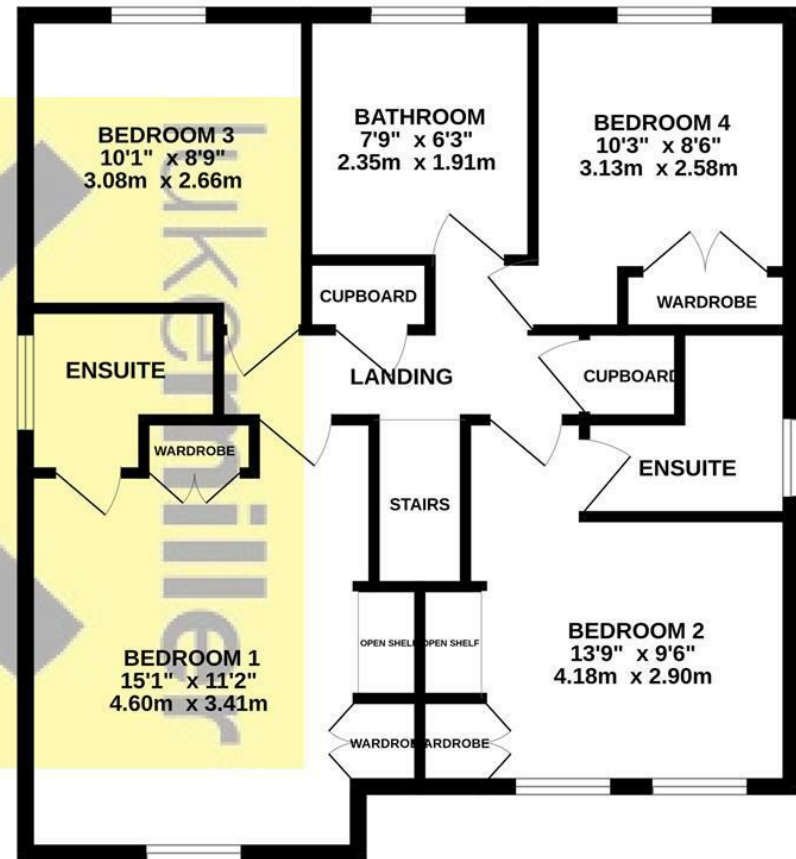 BEDROOM 3
10'1" x 8'9"
3.08m x 2.66m
BATHROOM
7'9" x 6'3"
2.35m x 1.91m
BEDROOM 4
10'3" x 8'6"
3.13m x 2.58m
CUPBOARD
WARDROBE
ENSUITE
LANDING
CUPBOARD
WARDROBE
ENSUITE
STAIRS
OPEN SHELF
OPEN SHELF
BEDROOM 1
15'1" x 11'2"
4.60m x 3.41m
BEDROOM 2
13'9" x 9'6"
4.18m x 2.90m
WARDROBE
WARDROBE
lukemiller